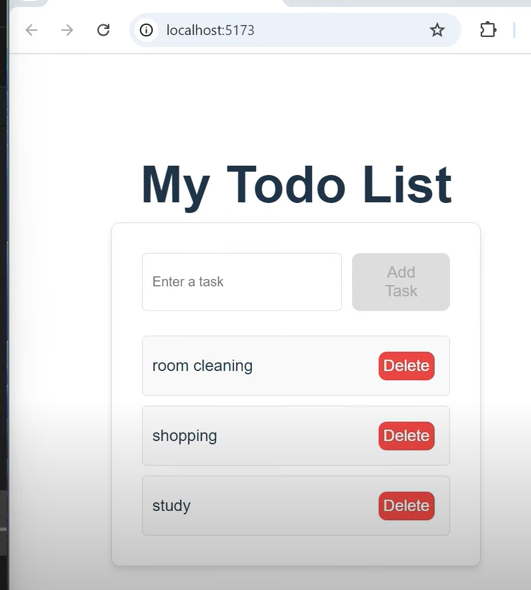 localhost:5173
My Todo List
Enter a task
Add
Task
room cleaning
Delete
shopping
Delete
study
Delete